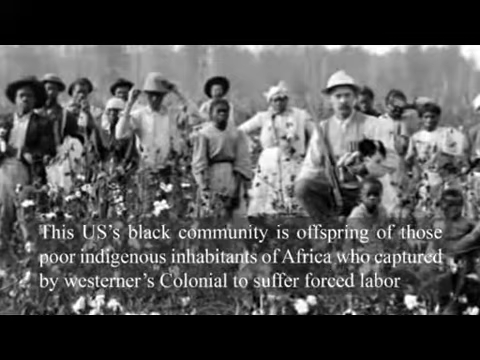 This US's black community is offspring of those
poor indigenous inhabitants of Africa who captured
by westerner's Colonial to suffer forced labor